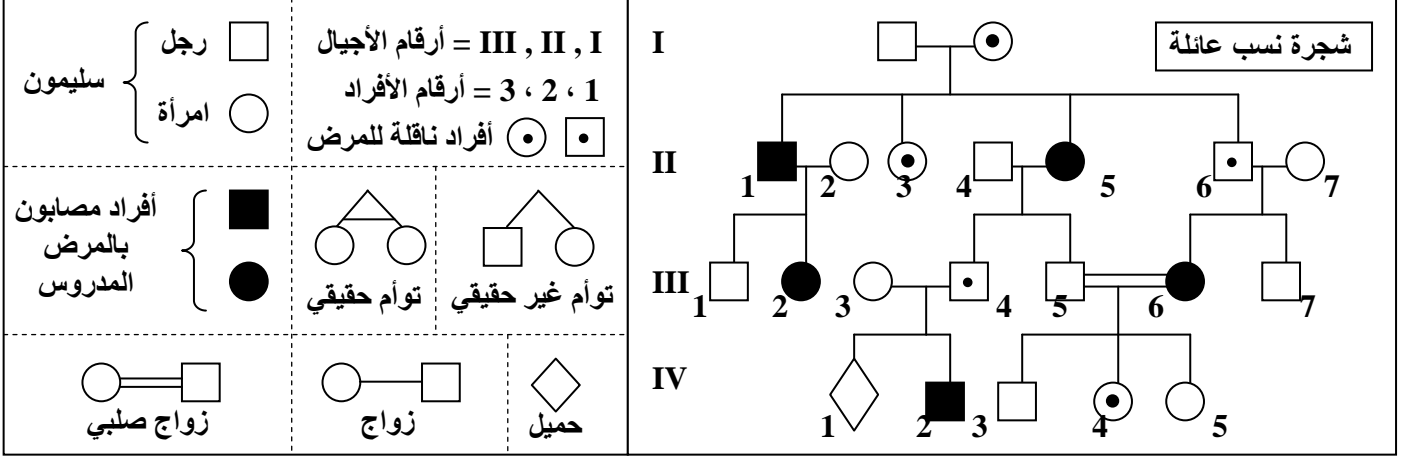 شجرة نسب عائلة
I
II
1 2 3 4 5 6 7
III
1 2 3 4 5 6 7
IV
1 2 3 4 5
I , II , III = أرقام الأجيال
1 ، 2 ، 3 = أرقام الأفراد
أفراد ناقلة للمرض
رجل
امرأة
سليمون
توأم غير حقيقي
توأم حقيقي
أفراد مصابون
بالمرض
المدروس
حميل
زواج
زواج صلبي